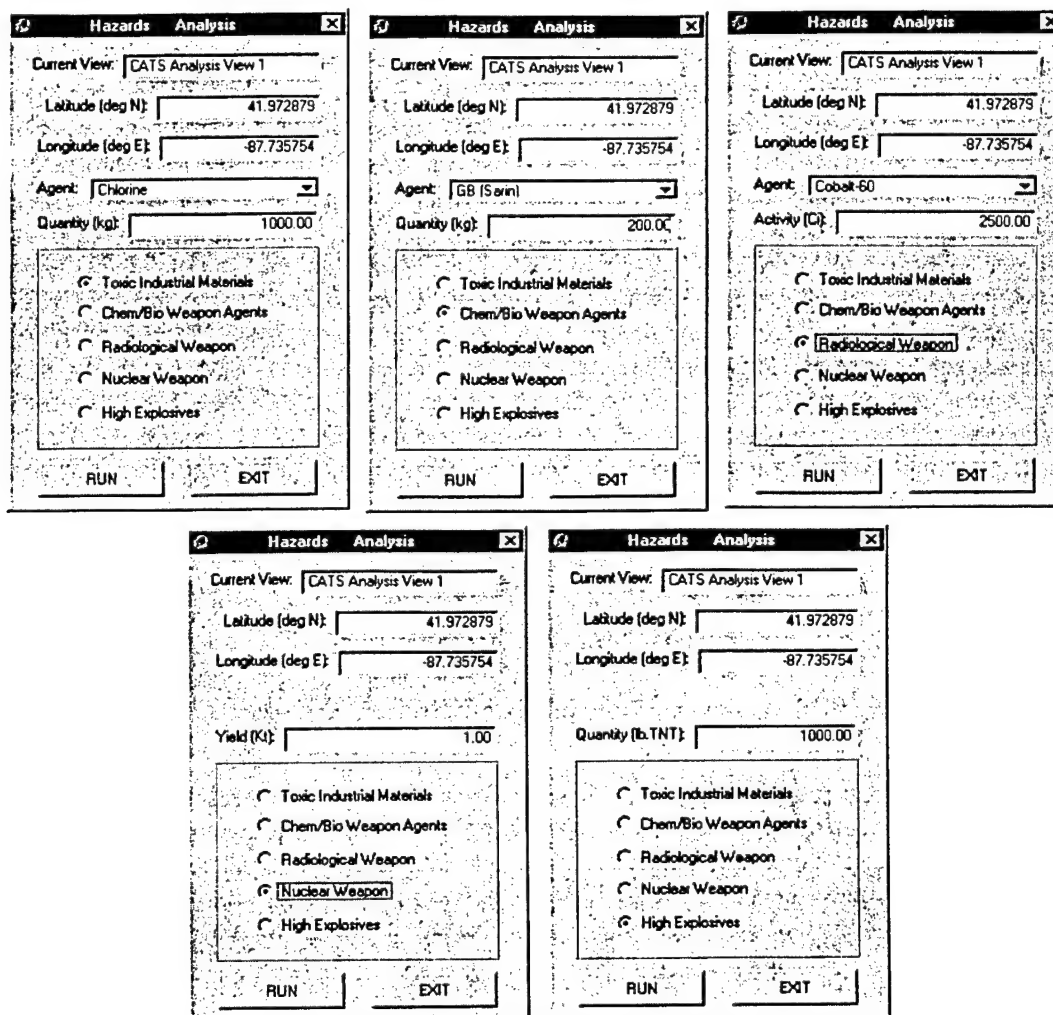 Hazards Analysis
Current View: CATS Analysis View 1
Latitude (deg N): 41.972879
Longitude (deg E): -87.735754
Agent: Chlorine
Quantity (kg): 1000.00
Toxic Industrial Materials
Chem/Bio Weapon Agents
Radiological Weapon
Nuclear Weapon
High Explosives
RUN EXIT
Hazards Analysis
Current View: CATS Analysis View 1
Latitude (deg N): 41.972879
Longitude (deg E): -87.735754
Agent: GB (Sarin)
Quantity (kg): 200.00
Toxic Industrial Materials
Chem/Bio Weapon Agents
Radiological Weapon
Nuclear Weapon
High Explosives
RUN EXIT
Hazards Analysis
Current View: CATS Analysis View 1
Latitude (deg N): 41.972879
Longitude (deg E): -87.735754
Agent: Cobalt-60
Activity (Ci): 2500.00
Toxic Industrial Materials
Chem/Bio Weapon Agents
Radiological Weapon
Nuclear Weapon
High Explosives
RUN EXIT
Hazards Analysis
Current View: CATS Analysis View 1
Latitude (deg N): 41.972879
Longitude (deg E): -87.735754
Yield (Kt): 1.00
Toxic Industrial Materials
Chem/Bio Weapon Agents
Radiological Weapon
Nuclear Weapon
High Explosives
RUN EXIT
Hazards Analysis
Current View: CATS Analysis View 1
Latitude (deg N): 41.972879
Longitude (deg E): -87.735754
Quantity (lb.TNT): 1000.00
Toxic Industrial Materials
Chem/Bio Weapon Agents
Radiological Weapon
Nuclear Weapon
High Explosives
RUN EXIT